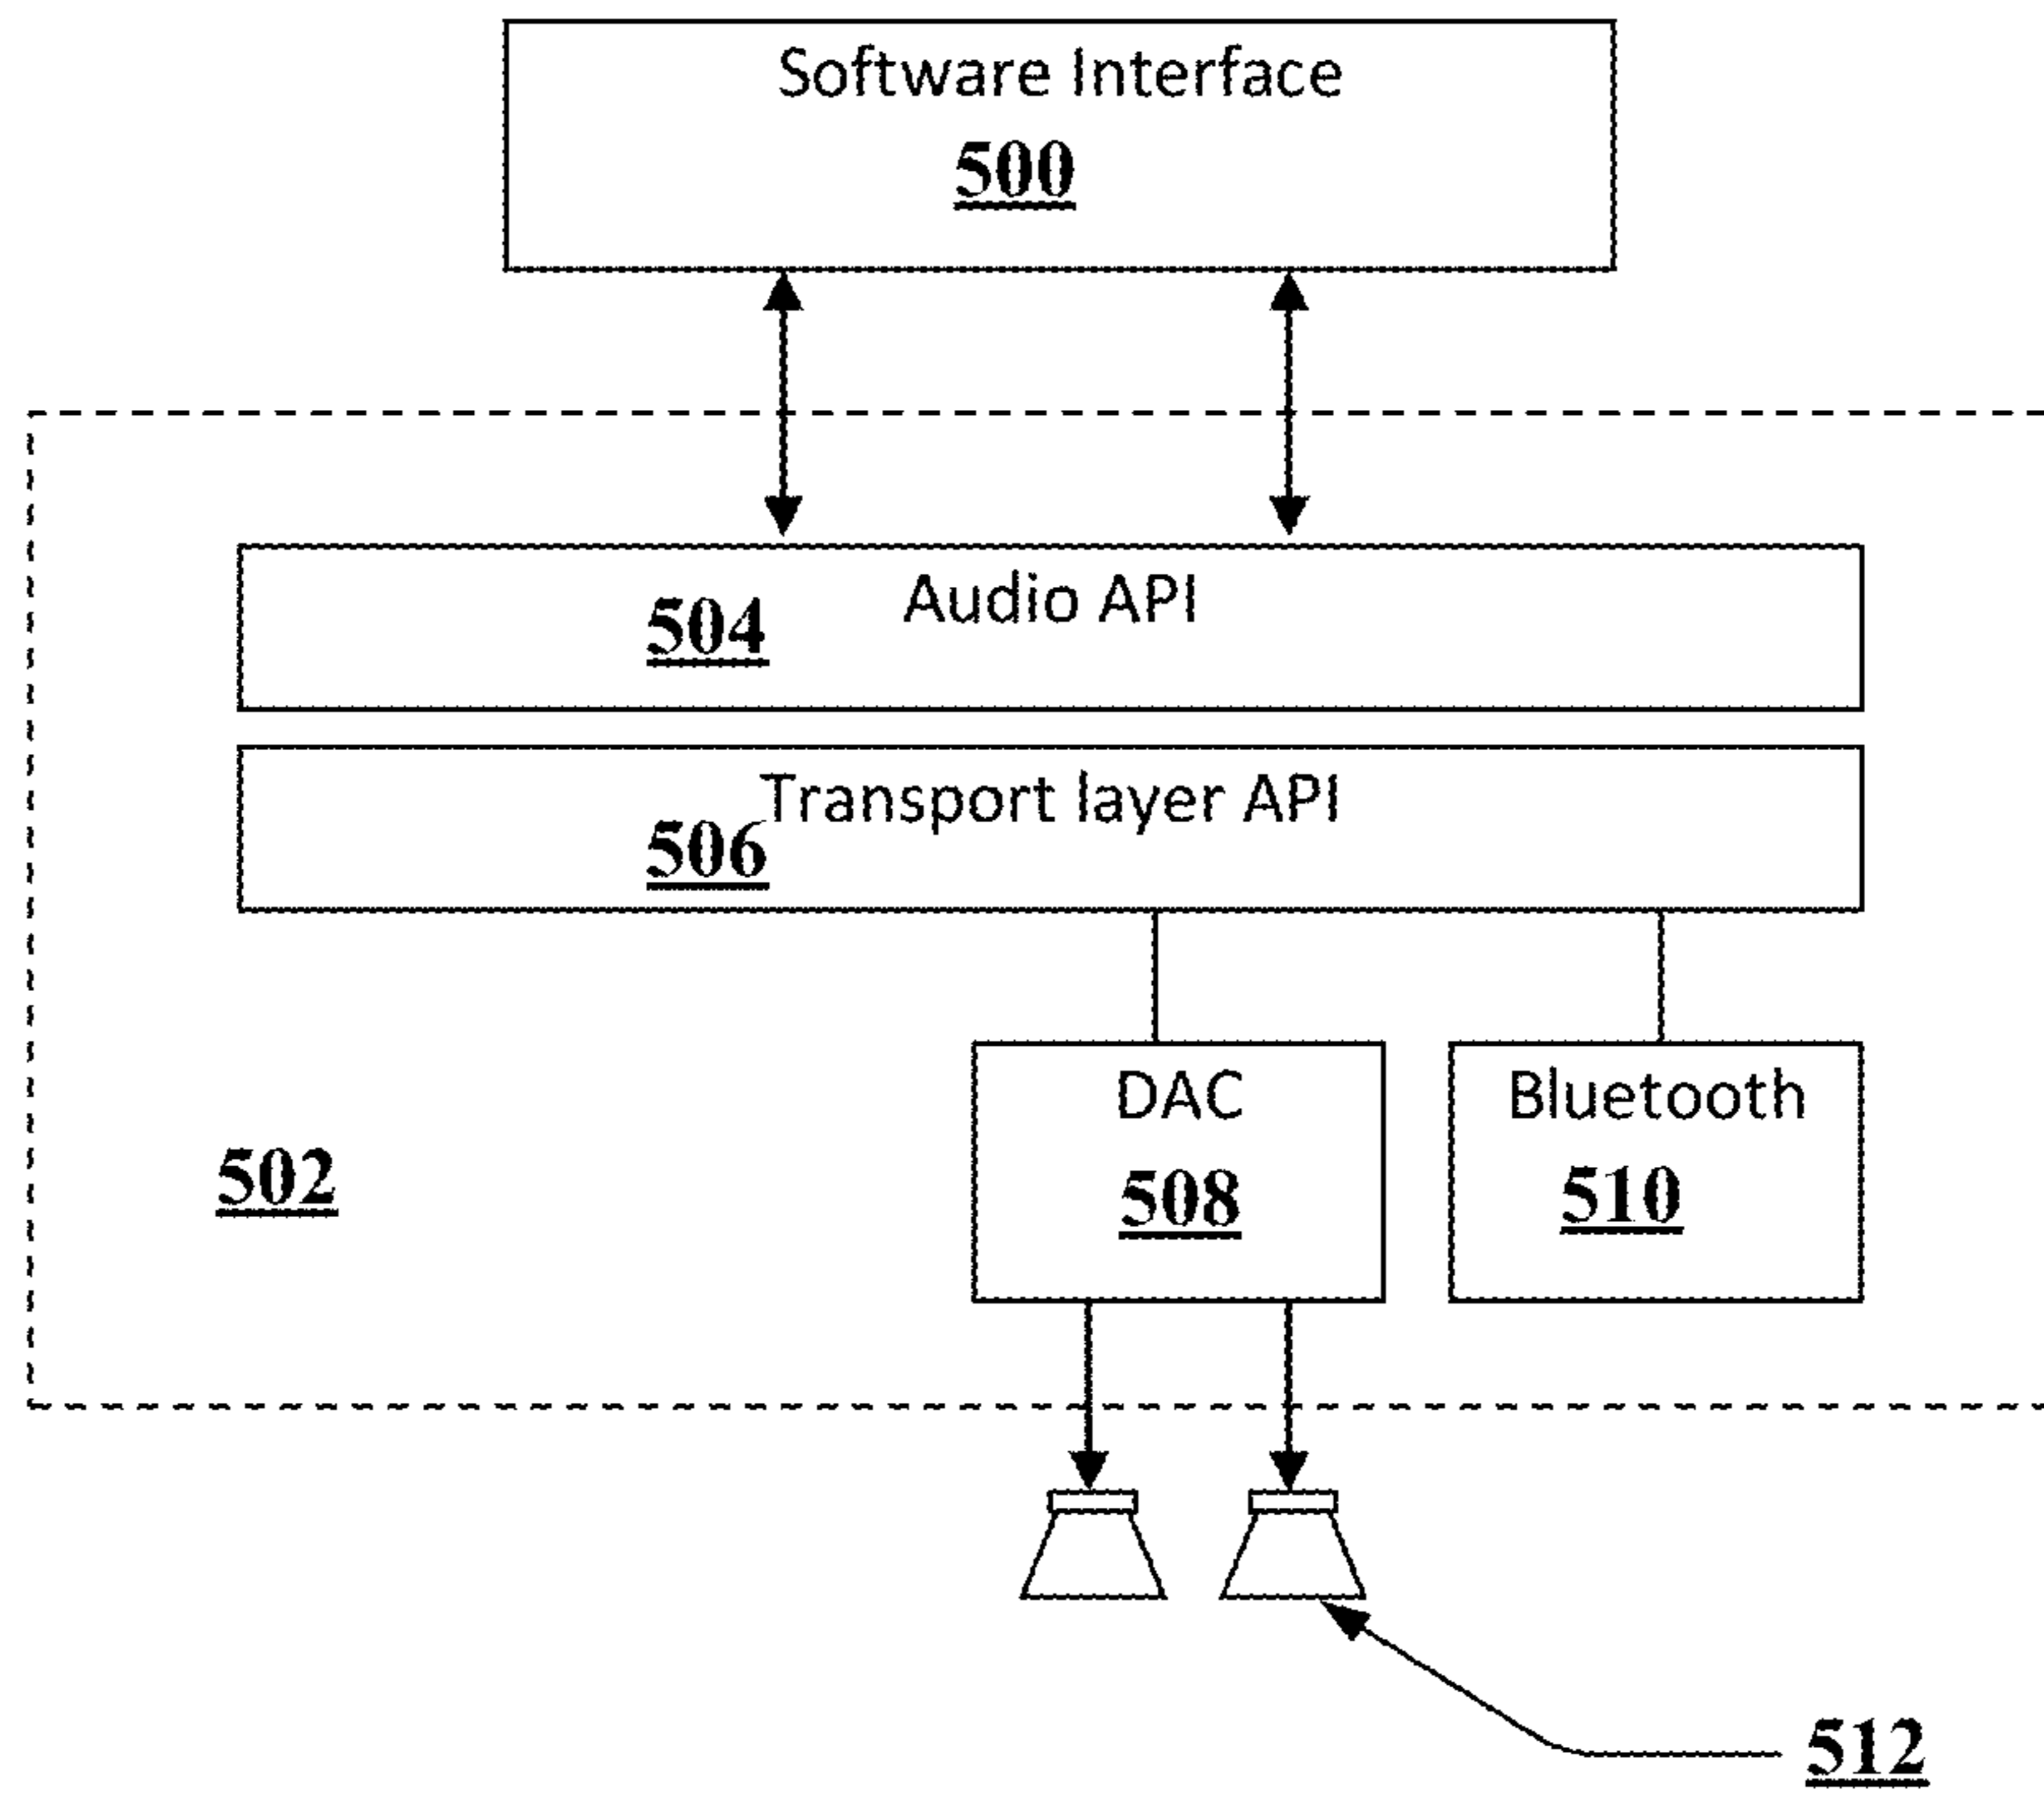 Software Interface
500
Audio API
504
Transport layer API
506
DAC
508
Bluetooth
510
502
512